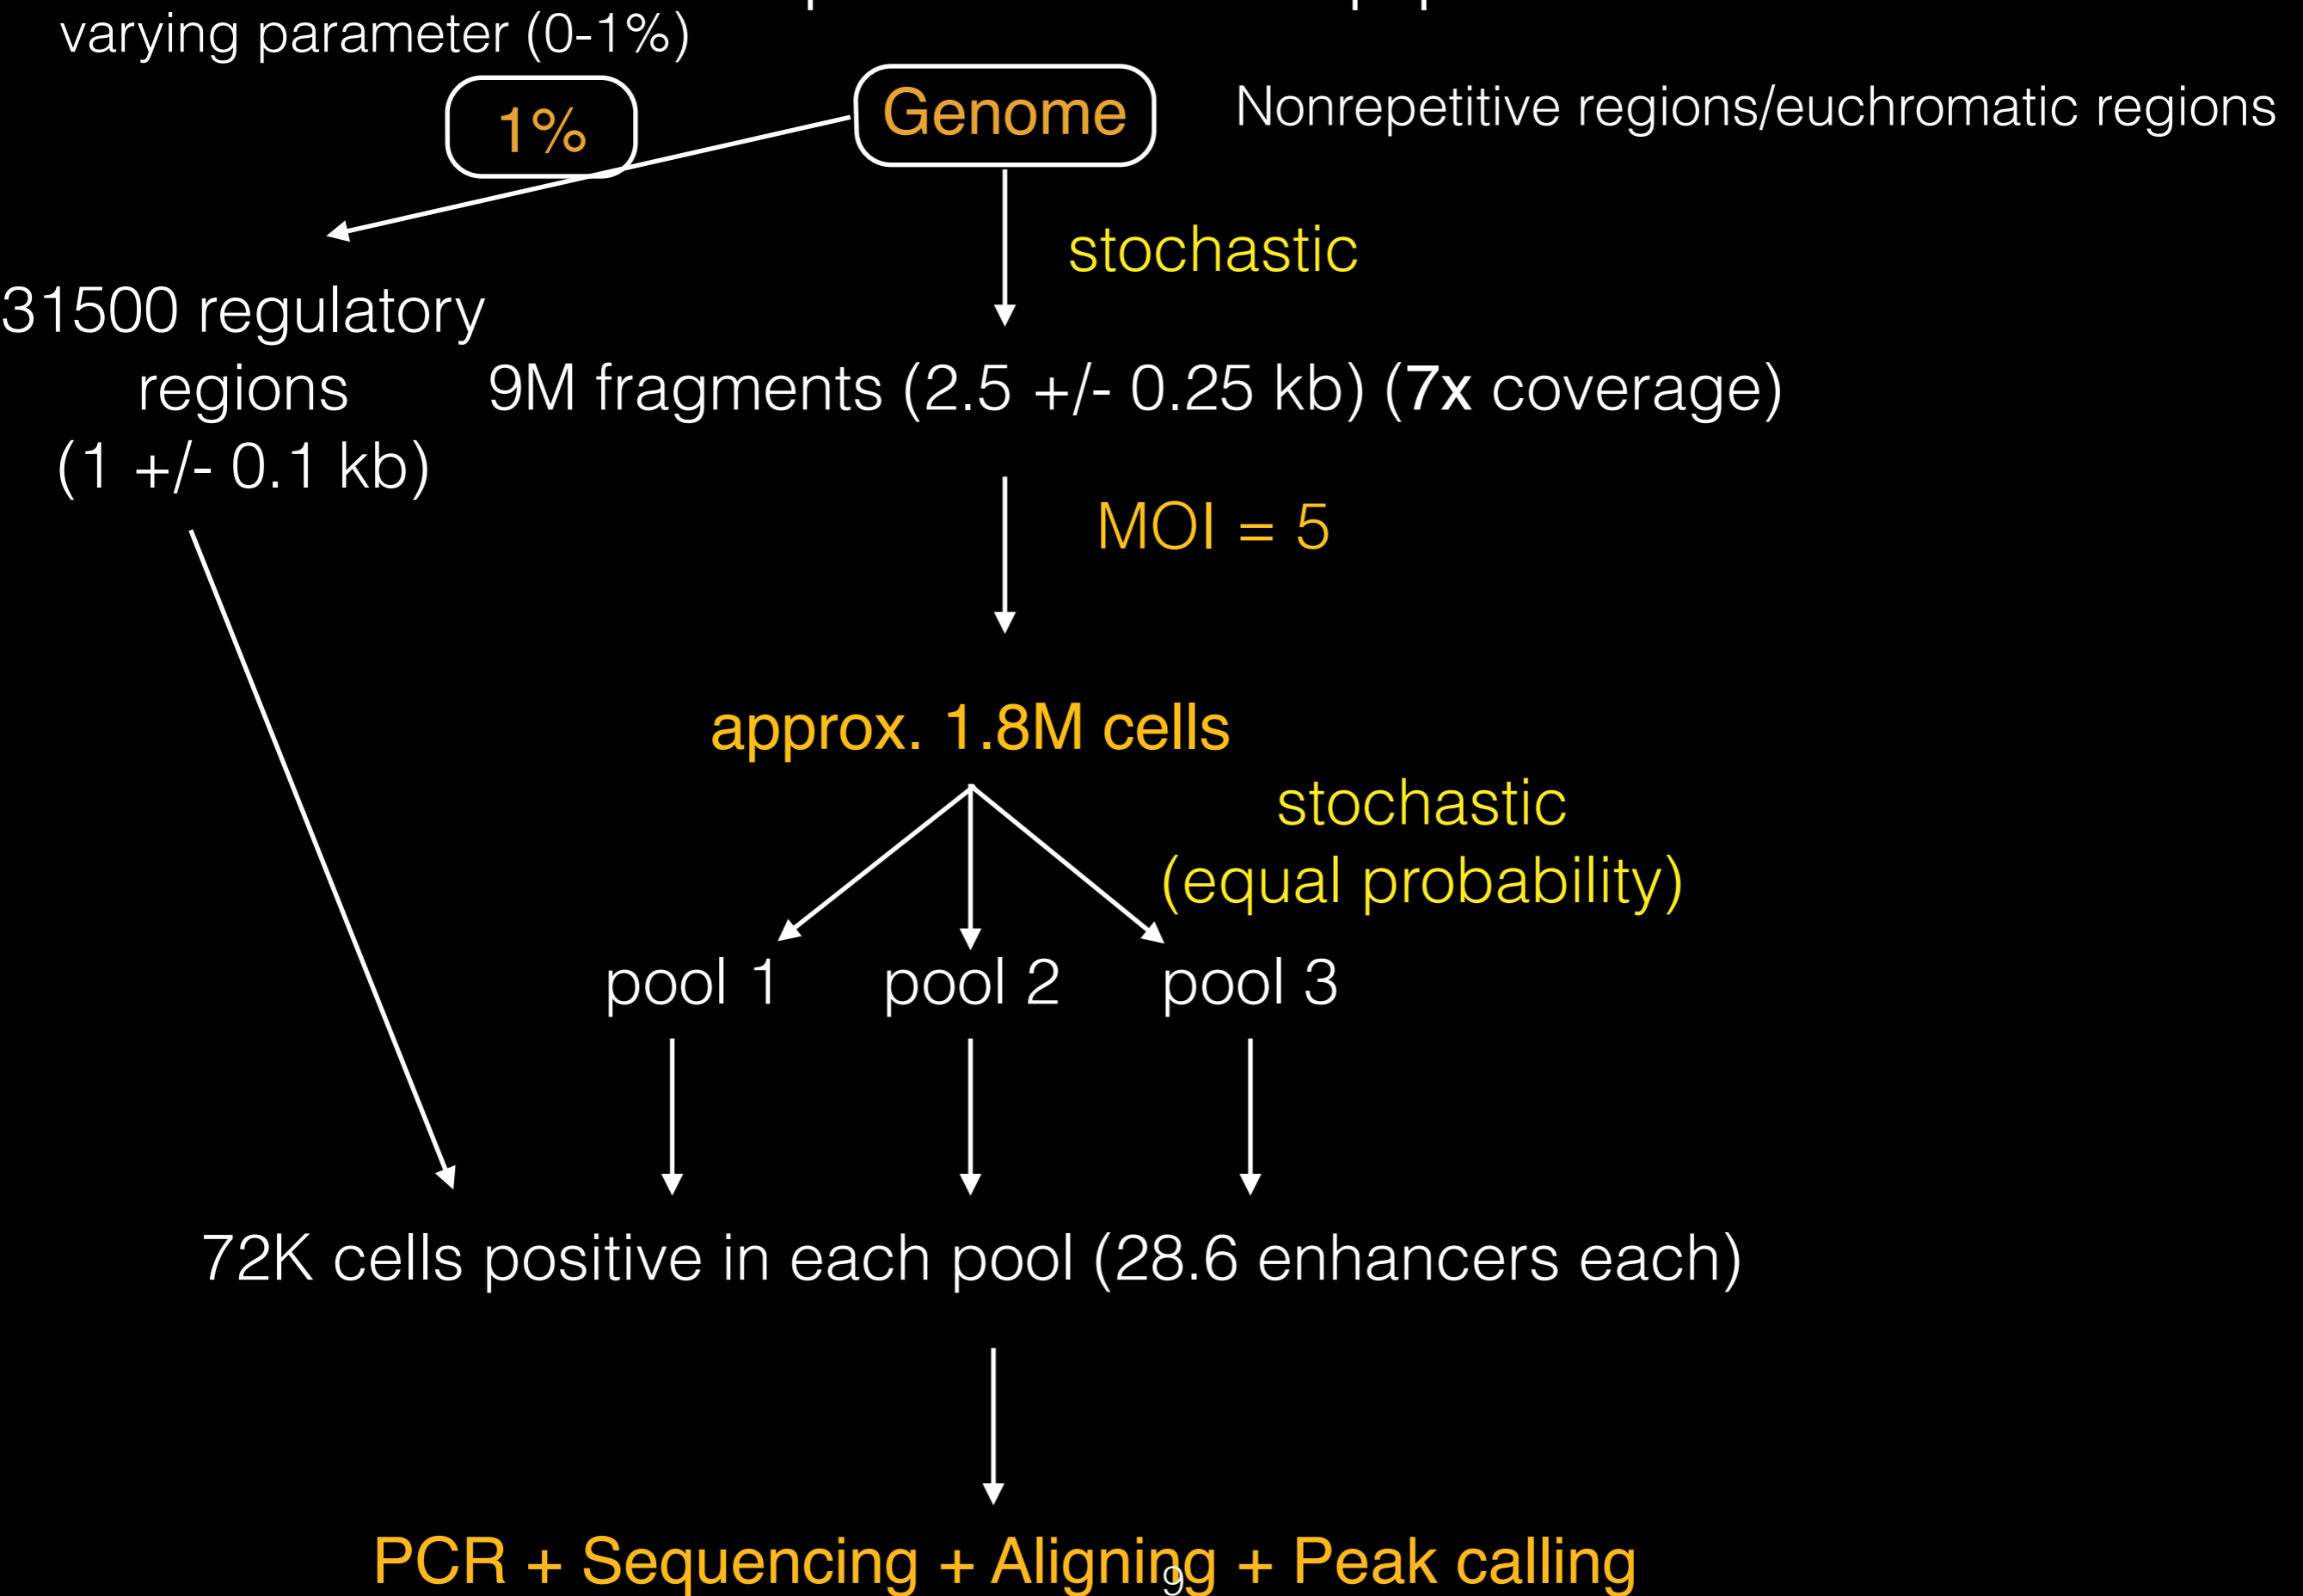 varying parameter (0-1%)
1%
Genome
Nonrepetitive regions/euchromatic regions
stochastic
31500 regulatory
regions
(1 +/- 0.1 kb)
9M fragments (2.5 +/- 0.25 kb) (7x coverage)
MOI = 5
approx. 1.8M cells
stochastic
(equal probability)
pool 1
pool 2
pool 3
72K cells positive in each pool (28.6 enhancers each)
PCR + Sequencing + Aligning + Peak calling
9